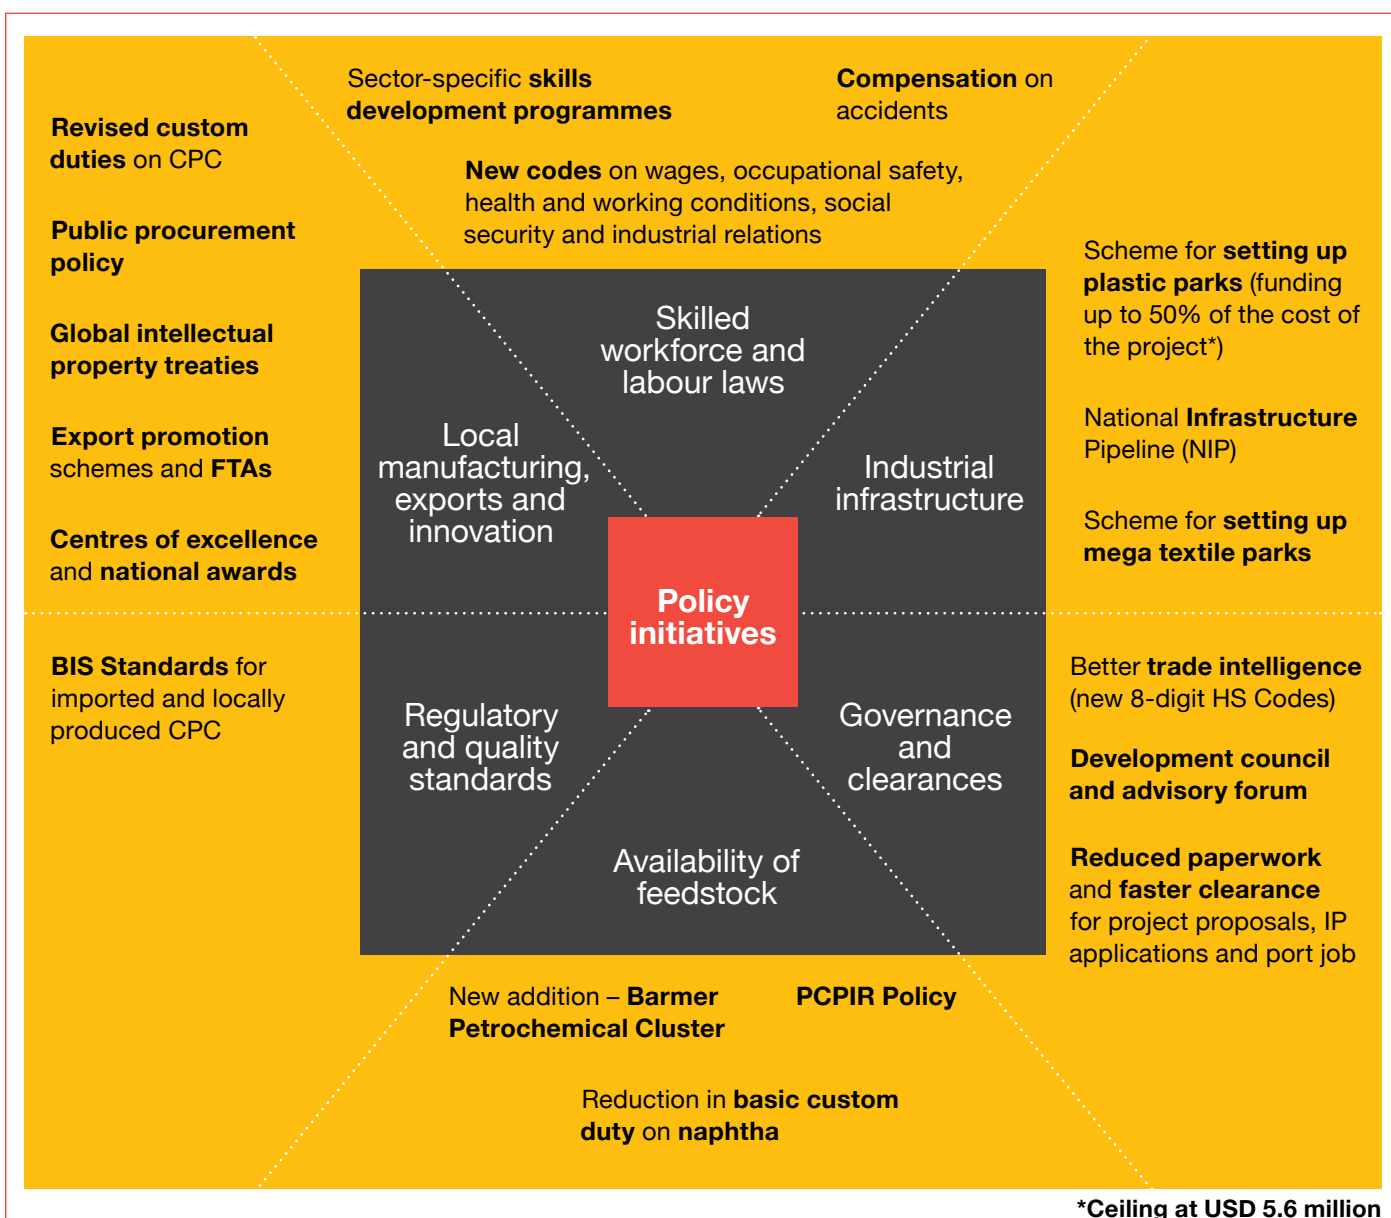 Sector-specific skills
development programmes
Compensation on
accidents
New codes on wages, occupational safety,
health and working conditions, social
security and industrial relations
Revised custom
duties on CPC
Public procurement
policy
Global intellectual
property treaties
Export promotion
schemes and FTAs
Centres of excellence
and national awards
Scheme for setting up
plastic parks (funding
up to 50% of the cost of
the project*)
National Infrastructure
Pipeline (NIP)
Scheme for setting up
mega textile parks
Skilled
workforce and
labour laws
Local
manufacturing,
exports and
innovation
Industrial
infrastructure
Policy
initiatives
Regulatory
and quality
standards
Governance
and
clearances
Availability of
feedstock
BIS Standards for
imported and locally
produced CPC
Better trade intelligence
(new 8-digit HS Codes)
Development council
and advisory forum
Reduced paperwork
and faster clearance
for project proposals, IP
applications and port job
New addition – Barmer
Petrochemical Cluster
PCPIR Policy
Reduction in basic custom
duty on naphtha
*Ceiling at USD 5.6 million